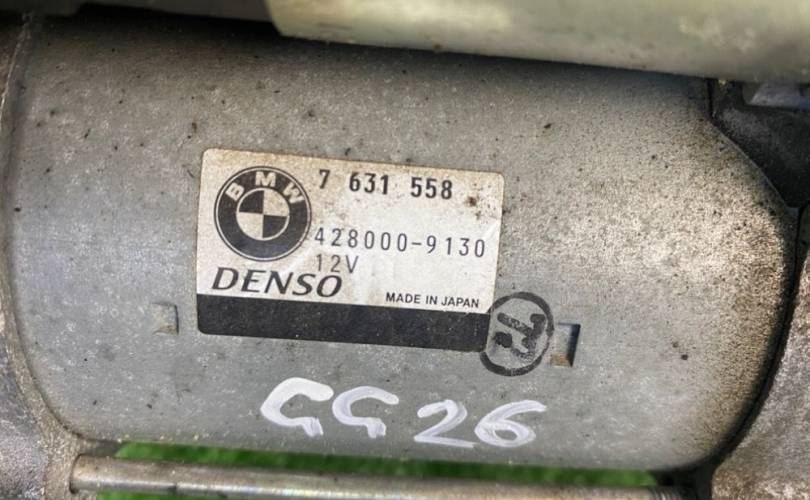 BMW
7 631 558
428000-9130
12V
DENSO
MADE IN JAPAN
GG26